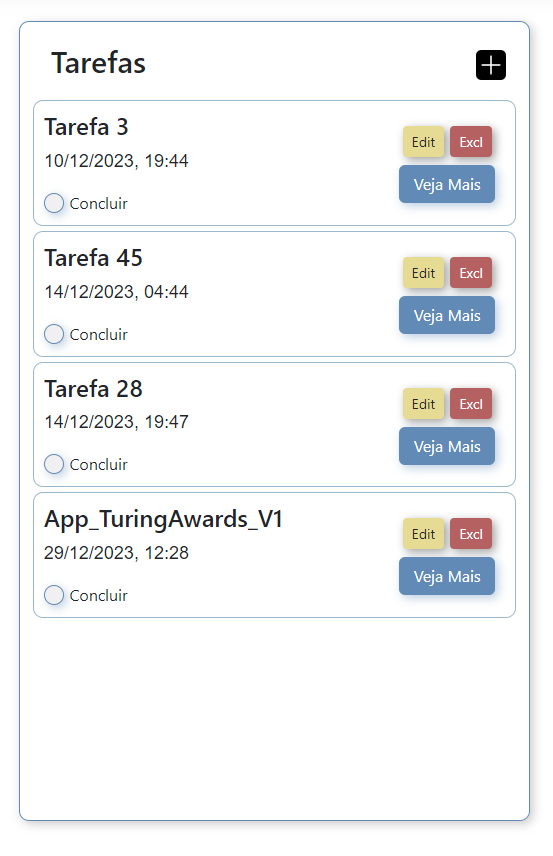 Tarefas
Tarefa 3
10/12/2023, 19:44
Concluir
Edit Excl
Veja Mais
Tarefa 45
14/12/2023, 04:44
Concluir
Edit Excl
Veja Mais
Tarefa 28
14/12/2023, 19:47
Concluir
Edit Excl
Veja Mais
App_TuringAwards_V1
29/12/2023, 12:28
Concluir
Edit Excl
Veja Mais